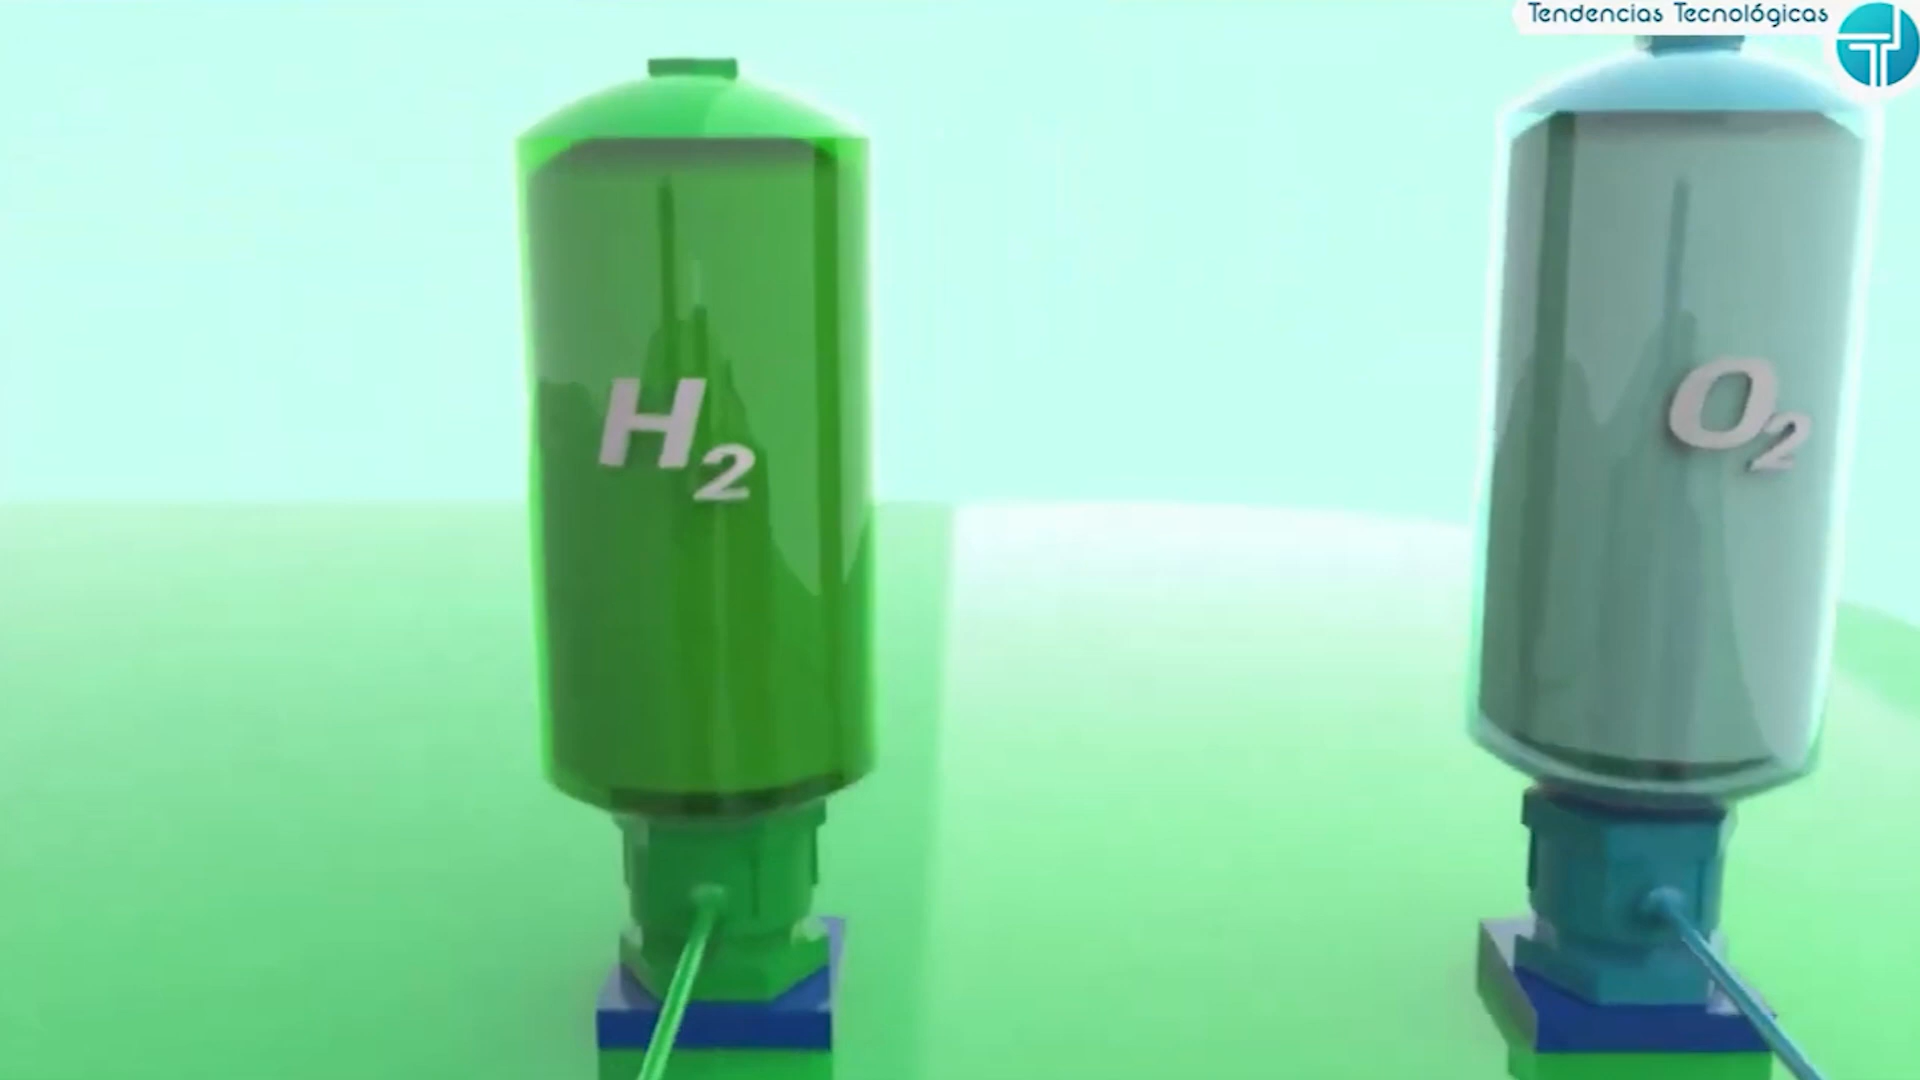 Tendencias Tecnológicas
H₂
O₂